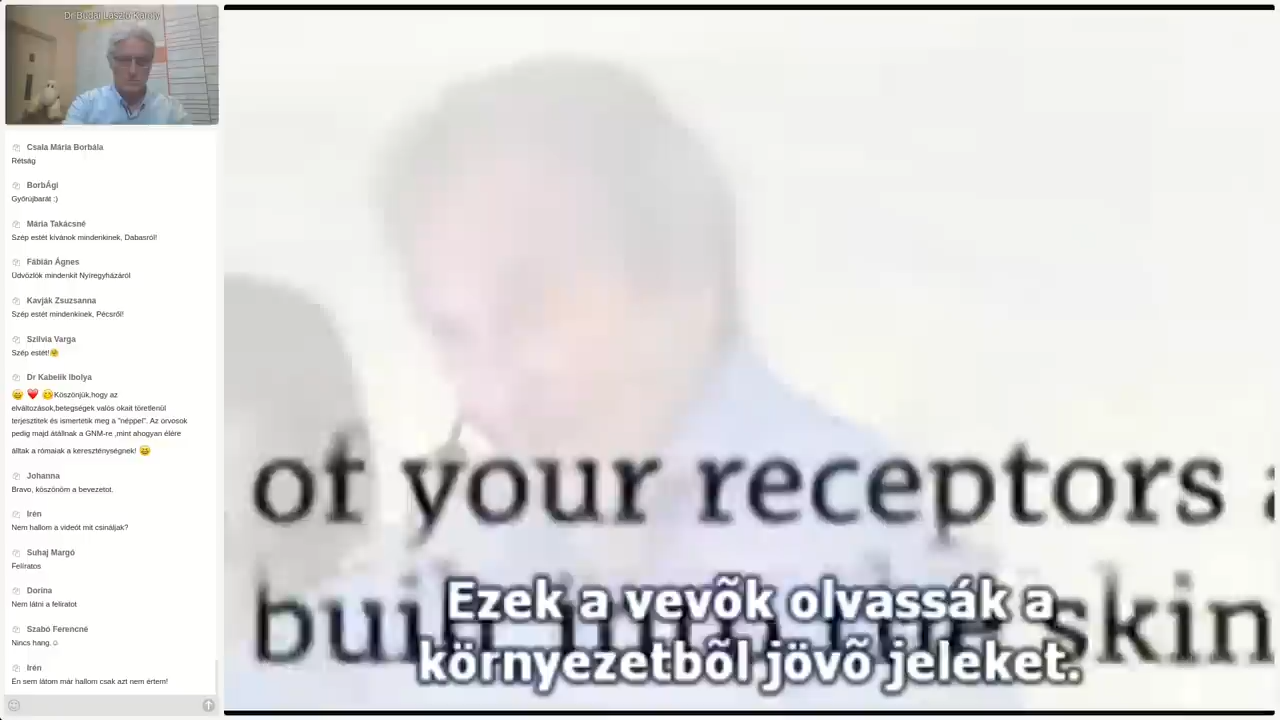 Dr Budai László Károly
Csala Mária Borbála
Rétság
BorbÁgi
Győrújbarát :)
Mária Takácsné
Szép estét kívánok mindenkinek, Dabasról!
Fábián Ágnes
Üdvözlök mindenkit Nyíregyházáról
Kavják Zsuzsanna
Szép estét mindenkinek, Pécsről!
Szilvia Varga
Szép estét!🤗
Dr Kabelik Ibolya
😀 ❤️ 😊Köszönjük,hogy az
elváltozások,betegségek valós okait töretlenül
terjesztitek és ismertetik meg a "néppel". Az orvosok
pedig majd átállnak a GNM-re ,mint ahogyan élére
álltak a rómaiak a kereszténységnek! 😀
Johanna
Bravo, köszönöm a bevezetot.
Irén
Nem hallom a videót mit csináljak?
Suhaj Margó
Feliratos
Dorina
Nem látni a feliratot
Szabó Ferencné
Nincs hang.☺
Irén
Én sem látom már hallom csak azt nem értem!
of your receptors
skin
Ezek a vevõk olvassák a
környezetbõl jövõ jeleket.